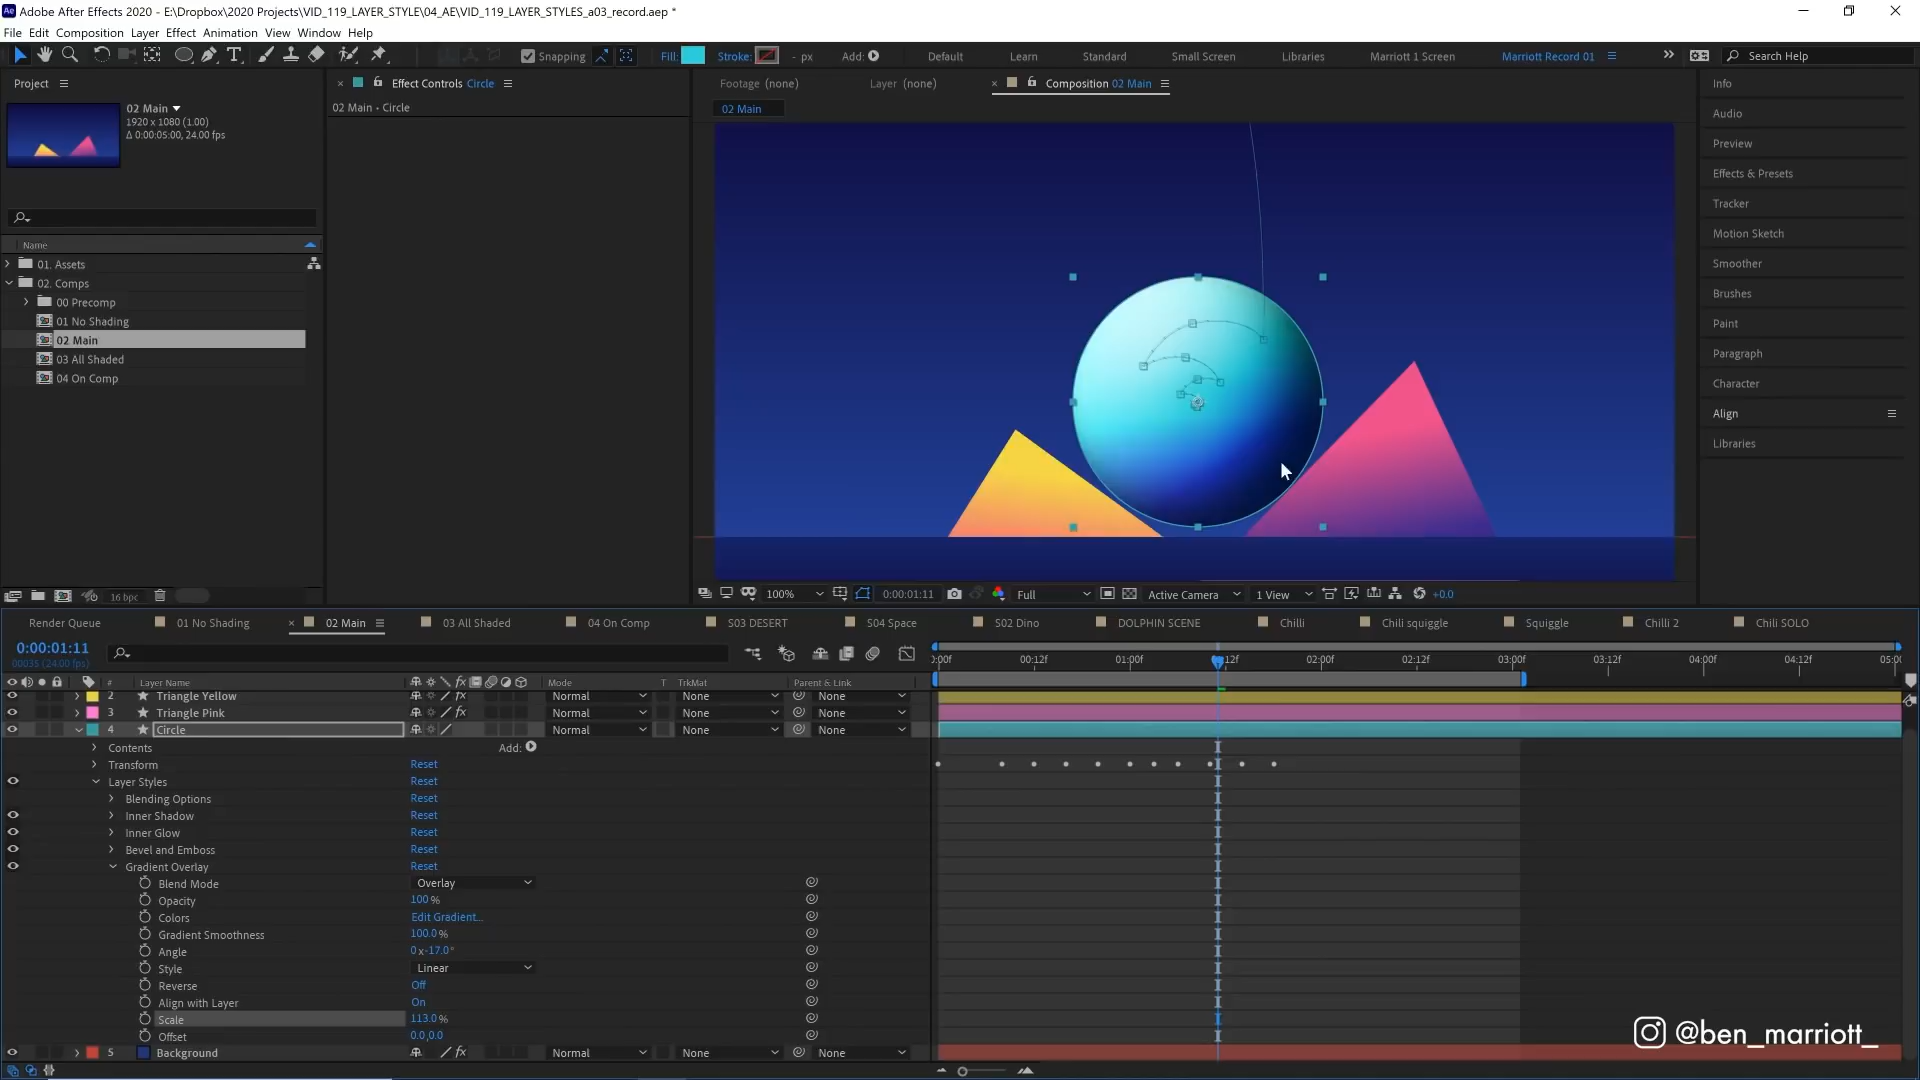 Adobe After Effects 2020 - E:\Dropbox\2020 Projects\VID_119_LAYER_STYLE\04_AE\VID_119_LAYER_STYLES_a03_record.aep *
File Edit Composition Layer Effect Animation View Window Help
Snapping Fill: Stroke: - px Add: Default Learn Standard Small Screen Libraries Marriott 1 Screen Marriott Record 01 Search Help
Project
02 Main
1920 x 1080 (1.00)
Δ 0:00:05:00, 24.00 fps
Name
01. Assets
02. Comps
00 Precomp
01 No Shading
02 Main
03 All Shaded
04 On Comp
16 bpc
Effect Controls Circle
02 Main • Circle
Footage (none) Layer (none) Composition 02 Main
02 Main
100% 0:00:01:11 Full Active Camera 1 View +0.0
Info
Audio
Preview
Effects & Presets
Tracker
Motion Sketch
Smoother
Brushes
Paint
Paragraph
Character
Align
Libraries
Render Queue 01 No Shading 02 Main 03 All Shaded 04 On Comp S03 DESERT S04 Space S02 Dino DOLPHIN SCENE Chilli Chili squiggle Squiggle Chilli 2 Chili SOLO
0:00:01:11
00035 (24.00 fps)
):00f 00:12f 01:00f 12f 02:00f 02:12f 03:00f 03:12f 04:00f 04:12f 05:0
# Layer Name Mode T TrkMat Parent & Link
2 Triangle Yellow Normal None None
3 Triangle Pink Normal None None
4 Circle Normal None None
Contents Add:
Transform Reset
Layer Styles Reset
Blending Options Reset
Inner Shadow Reset
Inner Glow Reset
Bevel and Emboss Reset
Gradient Overlay Reset
Blend Mode Overlay
Opacity 100 %
Colors Edit Gradient...
Gradient Smoothness 100.0 %
Angle 0 x -17.0 °
Style Linear
Reverse Off
Align with Layer On
Scale 113.0 %
Offset 0.0,0.0
5 Background Normal None None
@ben_marriott_